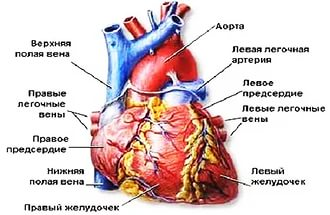 Аорта
Верхняя
полая вена
Левая легочная
артерия
Правые
легочные
вены
Левое
предсердие
Левые легочные
вены
Правое
предсердие
Нижняя
полая вена
Левый
желудочек
Правый желудочек